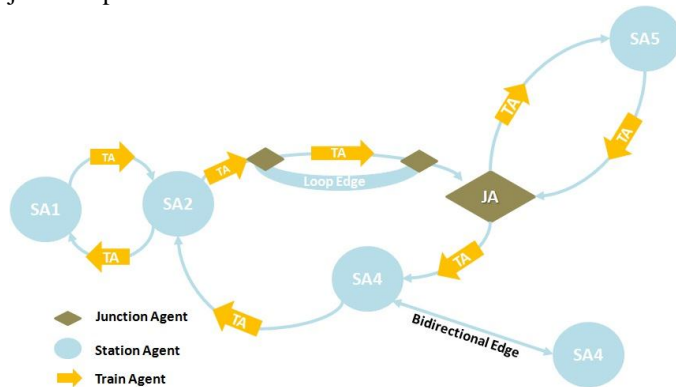 SA5
TA
TA
TA
TA
TA
Loop Edge
SA1
SA2
JA
TA
TA
SA4
TA
Bidirectional Edge
SA4
Junction Agent
Station Agent
Train Agent